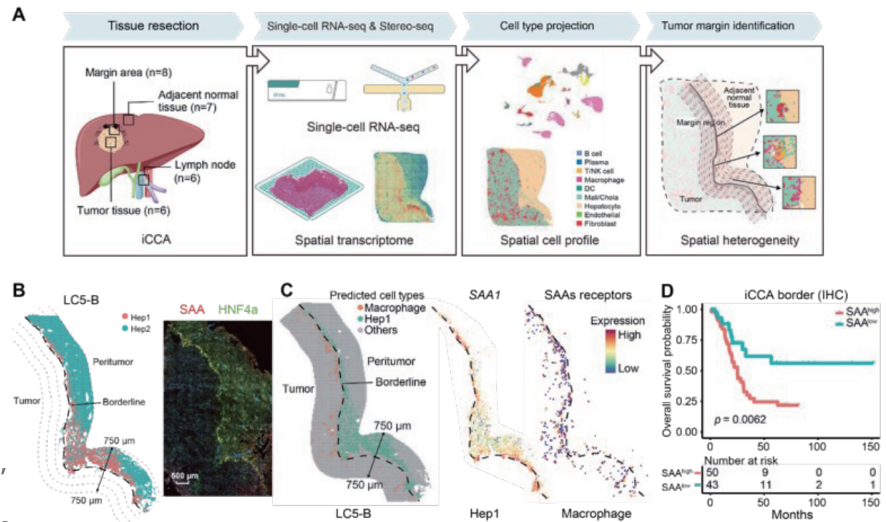 A
Tissue resection
Single-cell RNA-seq & Stereo-seq
Cell type projection
Tumor margin identification
Margin area (n=8)
Adjacent normal
tissue (n=7)
Lymph node
(n=6)
Tumor tissue (n=6)
iCCA
Single-cell RNA-seq
Spatial transcriptome
B cell
Plasma
T/NK cell
Macrophage
DC
Mali/Chola
Hepatocyto
Endothelial
Fibroblast
Spatial cell profile
Adjacent normal
tissue
Margin region
Tumor
Spatial heterogeneity
B
LC5-B
Hep1
Hep2
Peritumor
Tumor
Borderline
750 μm
750 μm
SAA HNF4a
500 μm
C
Predicted cell types
Macrophage
Hep1
Others
Peritumor
Tumor
Borderline
750 μm
750 μm
LC5-B
SAA1
Hep1
SAAs receptors
Expression
High
Low
Macrophage
D
iCCA border (IHC)
SAAhigh
SAAlow
Overall survival probability
1.00
0.75
0.50
0.25
0.00
p = 0.0062
0 50 100 150
Number at risk
SAAhigh 50 9 0 0
SAAlow 43 11 2 1
0 50 100 150
Months